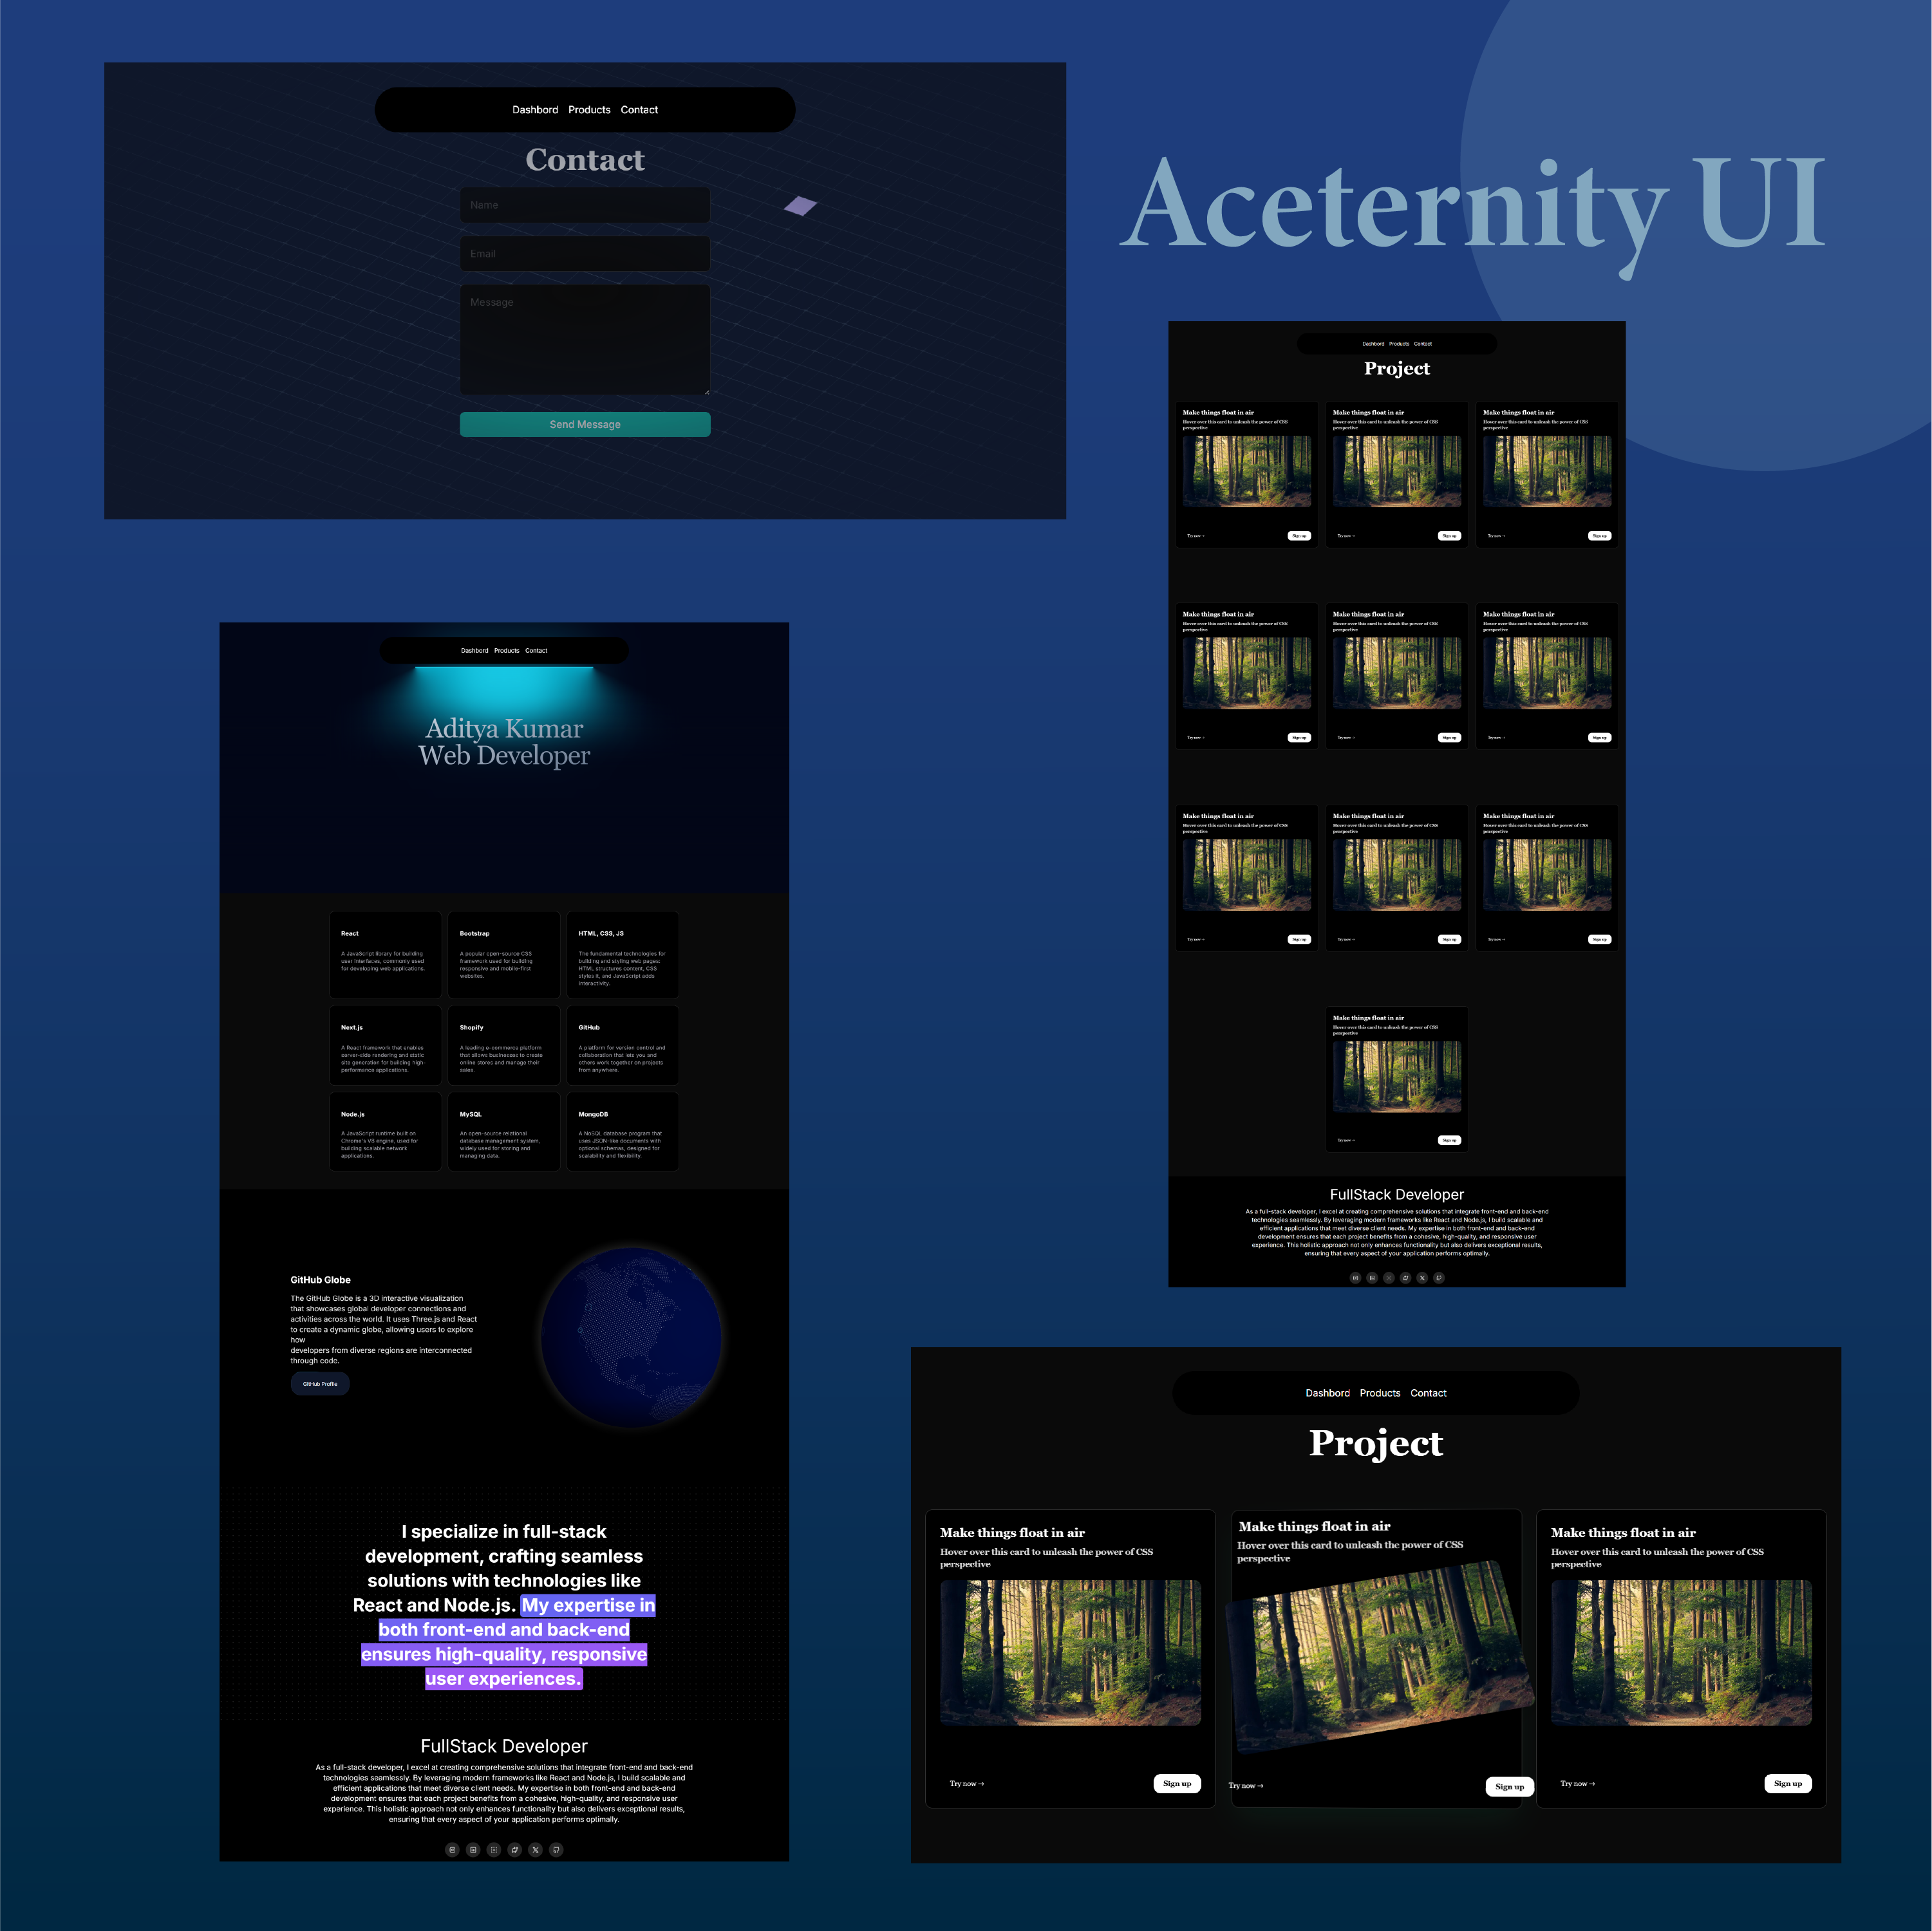 Aceternity UI
Dashbord Products Contact
Contact
Name
Email
Message
Send Message
Dashbord Products Contact
Project
Make things float in air
Hover over this card to unleash the power of CSS
perspective
Try now →
Sign up
Make things float in air
Hover over this card to unleash the power of CSS
perspective
Try now →
Sign up
Make things float in air
Hover over this card to unleash the power of CSS
perspective
Try now →
Sign up
Make things float in air
Hover over this card to unleash the power of CSS
perspective
Try now →
Sign up
Make things float in air
Hover over this card to unleash the power of CSS
perspective
Try now →
Sign up
Make things float in air
Hover over this card to unleash the power of CSS
perspective
Try now →
Sign up
Make things float in air
Hover over this card to unleash the power of CSS
perspective
Try now →
Sign up
Make things float in air
Hover over this card to unleash the power of CSS
perspective
Try now →
Sign up
Make things float in air
Hover over this card to unleash the power of CSS
perspective
Try now →
Sign up
Make things float in air
Hover over this card to unleash the power of CSS
perspective
Try now →
Sign up
FullStack Developer
As a full-stack developer, I excel at creating comprehensive solutions that integrate front-end and back-end
technologies seamlessly. By leveraging modern frameworks like React and Node.js, I build scalable and
efficient applications that meet diverse client needs. My expertise in both front-end and back-end
development ensures that each project benefits from a cohesive, high-quality, and responsive user
experience. This holistic approach not only enhances functionality but also delivers exceptional results,
ensuring that every aspect of your application performs optimally.
Dashbord Products Contact
Aditya Kumar
Web Developer
React
A JavaScript library for building
user interfaces, commonly used
for developing web applications.
Bootstrap
A popular open-source CSS
framework used for building
responsive and mobile-first
websites.
HTML, CSS, JS
The fundamental technologies for
building and styling web pages:
HTML structures content, CSS
styles it, and JavaScript adds
interactivity.
Next.js
A React framework that enables
server-side rendering and static
site generation for building high-
performance applications.
Shopify
A leading e-commerce platform
that allows businesses to create
online stores and manage their
sales.
GitHub
A platform for version control and
collaboration that lets you and
others work together on projects
from anywhere.
Node.js
A JavaScript runtime built on
Chrome's V8 engine, used for
building scalable network
applications.
MySQL
An open-source relational
database management system,
widely used for storing and
managing data.
MongoDB
A NoSQL database program that
uses JSON-like documents with
optional schemas, designed for
scalability and flexibility.
GitHub Globe
The GitHub Globe is a 3D interactive visualization
that showcases global developer connections and
activities across the world. It uses Three.js and React
to create a dynamic globe, allowing users to explore
how
developers from diverse regions are interconnected
through code.
GitHub Profile
I specialize in full-stack
development, crafting seamless
solutions with technologies like
React and Node.js. My expertise in
both front-end and back-end
ensures high-quality, responsive
user experiences.
FullStack Developer
As a full-stack developer, I excel at creating comprehensive solutions that integrate front-end and back-end
technologies seamlessly. By leveraging modern frameworks like React and Node.js, I build scalable and
efficient applications that meet diverse client needs. My expertise in both front-end and back-end
development ensures that each project benefits from a cohesive, high-quality, and responsive user
experience. This holistic approach not only enhances functionality but also delivers exceptional results,
ensuring that every aspect of your application performs optimally.
Dashbord Products Contact
Project
Make things float in air
Hover over this card to unleash the power of CSS
perspective
Try now →
Sign up
Make things float in air
Hover over this card to unleash the power of CSS
perspective
Try now →
Sign up
Make things float in air
Hover over this card to unleash the power of CSS
perspective
Try now →
Sign up